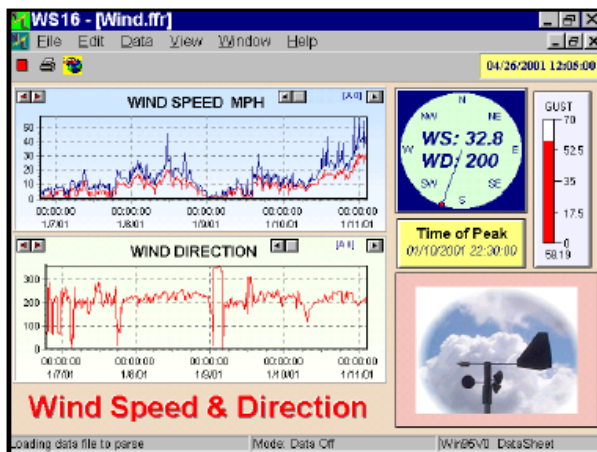 WS16 - [Wind.ffr]
File Edit Data View Window Help
04/26/2001 12:05:00
WIND SPEED MPH
[A0]
50
40
30
20
10
0
00:00:00 00:00:00 00:00:00 00:00:00 00:00:00
1/7/01 1/8/01 1/9/01 1/10/01 1/11/01
N
NW NE
WS: 32.8
W E
WD: 200
SW SE
S
GUST
70
52.5
35
17.5
0
58.19
Time of Peak
01/10/2001 22:30:00
WIND DIRECTION
300
200
100
0
00:00:00 00:00:00 00:00:00 00:00:00 00:00:00
1/7/01 1/8/01 1/9/01 1/10/01 1/11/01
Wind Speed & Direction
Loading data file to parse
Mode: Data Off
Win95V0 DataSheet